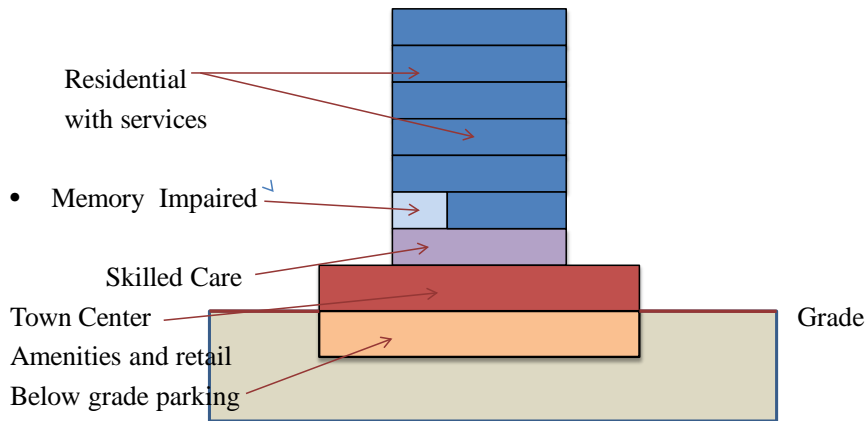 Residential
with services
• Memory Impaired
Skilled Care
Town Center
Grade
Amenities and retail
Below grade parking